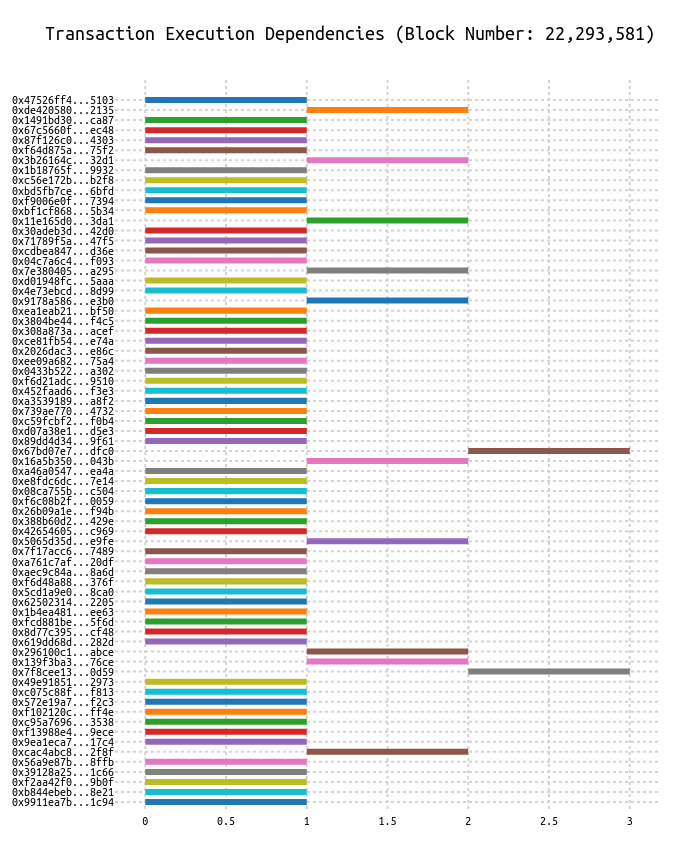 Transaction Execution Dependencies (Block Number: 22,293,581)
0x47526ff4...5103
0xde420580...2135
0x1491bd30...ca87
0x67c5660f...ec48
0x87f126c0...4303
0xf64d875a...75f2
0x3b26164c...32d1
0x1b18765f...9932
0xc56e172b...b2f8
0xbd5fb7ce...6bfd
0xf9006e0f...7394
0xbf1cf868...5b34
0x11e165d0...3da1
0x30adeb3d...42d0
0x71789f5a...47f5
0xcdbea847...d36e
0x04c7a6c4...f093
0x7e380405...a295
0xd01948fc...5aaa
0x4e73ebcd...8d99
0x9178a586...e3b0
0xea1eab21...bf50
0x3804be44...f4c5
0x308a873a...acef
0xce81fb54...e74a
0x2026dac3...e86c
0xee09a682...75a4
0x0433b522...a302
0xf6d21adc...9510
0x452faad6...f3e3
0xa3539189...a8f2
0x739ae770...4732
0xc59fcbf2...f0b4
0xd07a38e1...d5e3
0x89dd4d34...9f61
0x67bd07e7...dfc0
0x16a5b350...043b
0xa46a0547...ea4a
0xe8fdc6dc...7e14
0x08ca755b...c504
0xf6c08b2f...0059
0x26b09a1e...f94b
0x388b60d2...429e
0x42654605...c969
0x5065d35d...e9fe
0x7f17acc6...7489
0xa761c7af...20df
0xaec9c84a...8a6d
0xf6d48a88...376f
0x5cd1a9e0...8ca0
0x62502314...2205
0x1b4ea481...ee63
0xfcd881be...5f6d
0x8d77c395...cf48
0x619dd68d...282d
0x296100c1...abce
0x139f3ba3...76ce
0x7f8cee13...0d59
0x49e91851...2973
0xc075c88f...f813
0x572e19a7...f2c3
0xf102120c...ff4e
0xc95a7696...3538
0xf13988e4...9ece
0x9ea1eca7...17c4
0xcac4abc8...2f8f
0x56a9e87b...8ffb
0x39128a25...1c66
0xf2aa42f0...9b0f
0xb844ebeb...8e21
0x9911ea7b...1c94
0 0.5 1 1.5 2 2.5 3